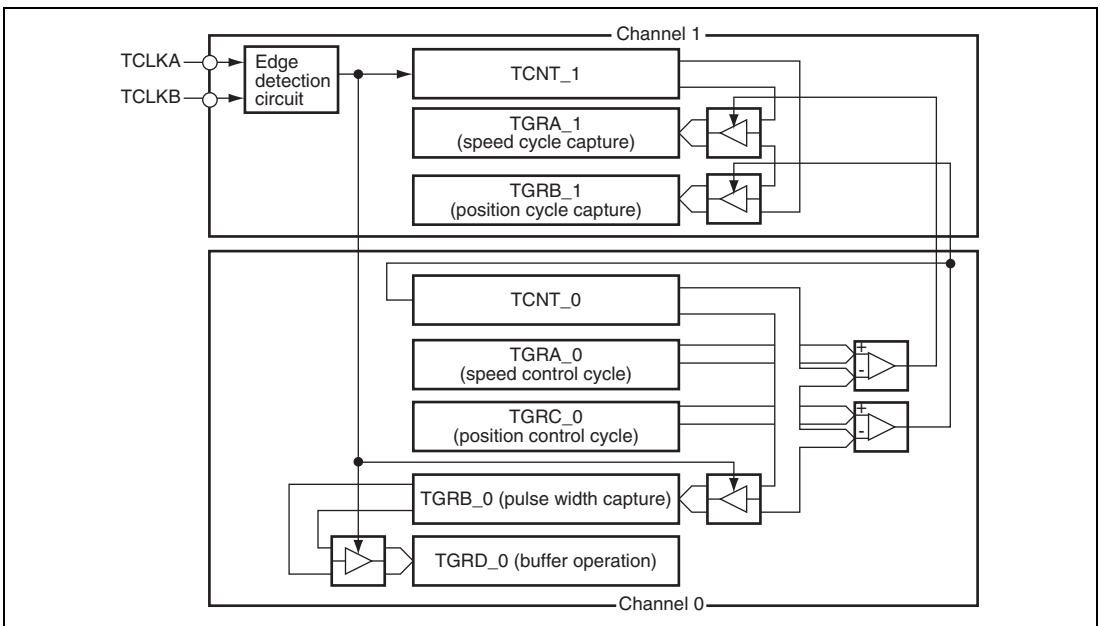 Channel 1
TCLKA
TCLKB
Edge
detection
circuit
TCNT_1
TGRA_1
(speed cycle capture)
TGRB_1
(position cycle capture)
TCNT_0
TGRA_0
(speed control cycle)
+
-
TGRC_0
(position control cycle)
+
-
TGRB_0 (pulse width capture)
TGRD_0 (buffer operation)
Channel 0